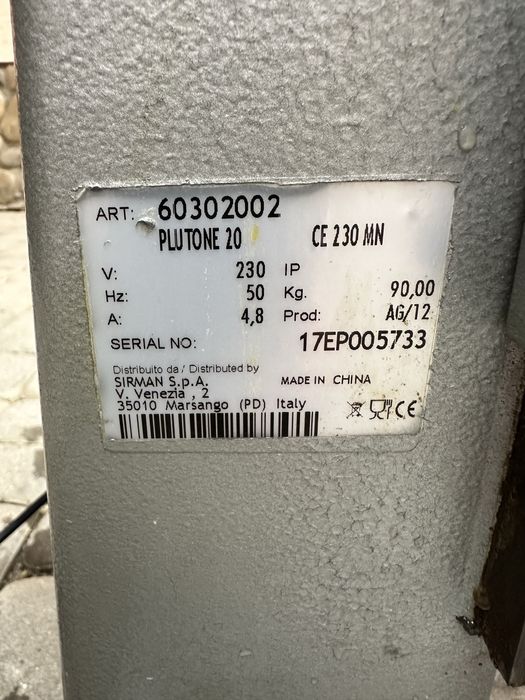 ART: 60302002
PLUTONE 20 CE 230 MN
V: 230 IP
Hz: 50 Kg. 90,00
A: 4,8 Prod: AG/12
SERIAL NO: 17EP005733
Distribuito da / Distributed by
SIRMAN S.p.A. MADE IN CHINA
V. Venezia , 2
35010 Marsango (PD) Italy CE